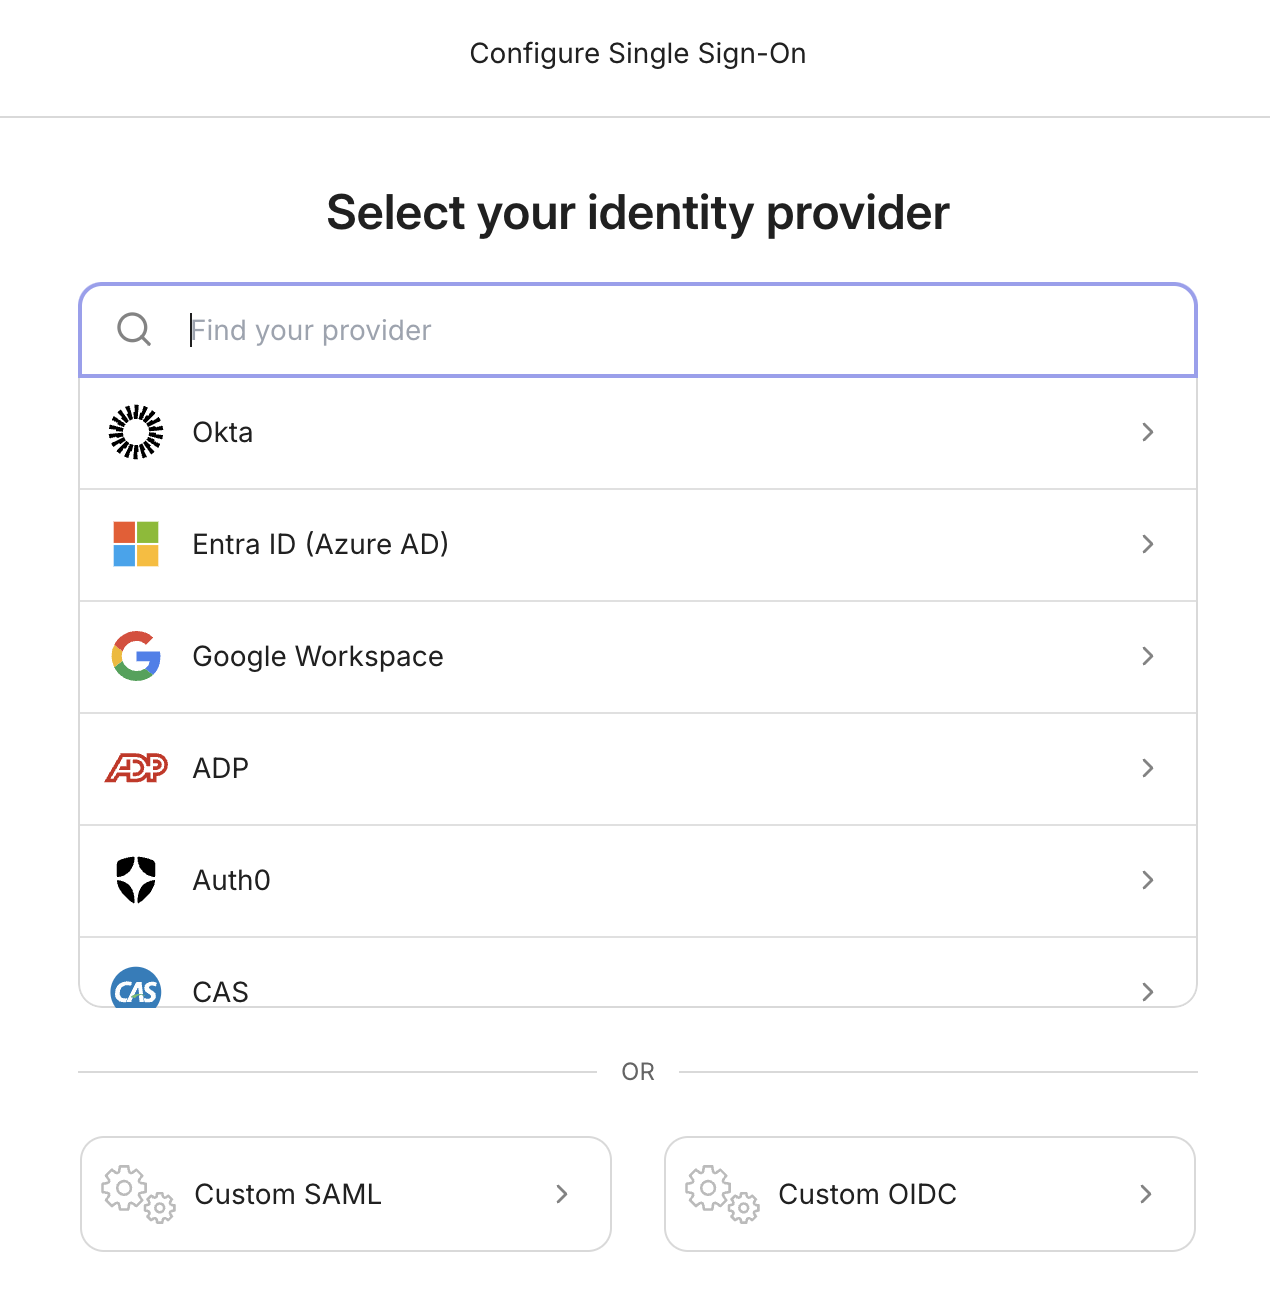 Configure Single Sign-On
Select your identity provider
Find your provider
Okta
Entra ID (Azure AD)
Google Workspace
ADP
ADP
Auth0
CAS
CAS
OR
Custom SAML
Custom OIDC